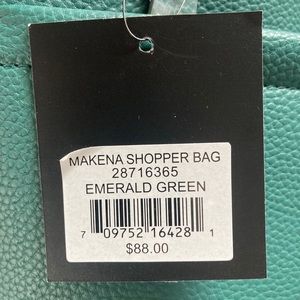 MAKENA SHOPPER BAG
28716365
EMERALD GREEN
7 09752 16428 1
$88.00